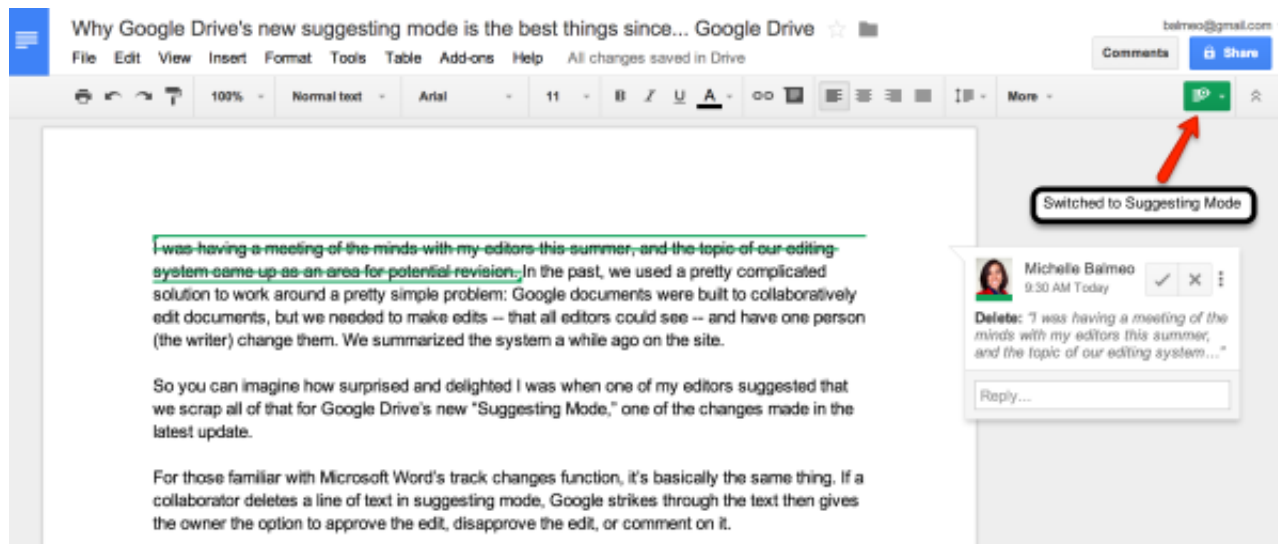 Why Google Drive's new suggesting mode is the best things since... Google Drive
balmeo@gmail.com
File Edit View Insert Format Tools Table Add-ons Help All changes saved in Drive
Comments Share
100% Normal text Arial 11 B I U A More
Switched to Suggesting Mode
I was having a meeting of the minds with my editors this summer, and the topic of our editing
system came up as an area for potential revision. In the past, we used a pretty complicated
solution to work around a pretty simple problem: Google documents were built to collaboratively
edit documents, but we needed to make edits -- that all editors could see -- and have one person
(the writer) change them. We summarized the system a while ago on the site.
So you can imagine how surprised and delighted I was when one of my editors suggested that
we scrap all of that for Google Drive's new "Suggesting Mode," one of the changes made in the
latest update.
For those familiar with Microsoft Word's track changes function, it's basically the same thing. If a
collaborator deletes a line of text in suggesting mode, Google strikes through the text then gives
the owner the option to approve the edit, disapprove the edit, or comment on it.
Michelle Balmeo
9:30 AM Today
Delete: "I was having a meeting of the
minds with my editors this summer,
and the topic of our editing system..."
Reply...